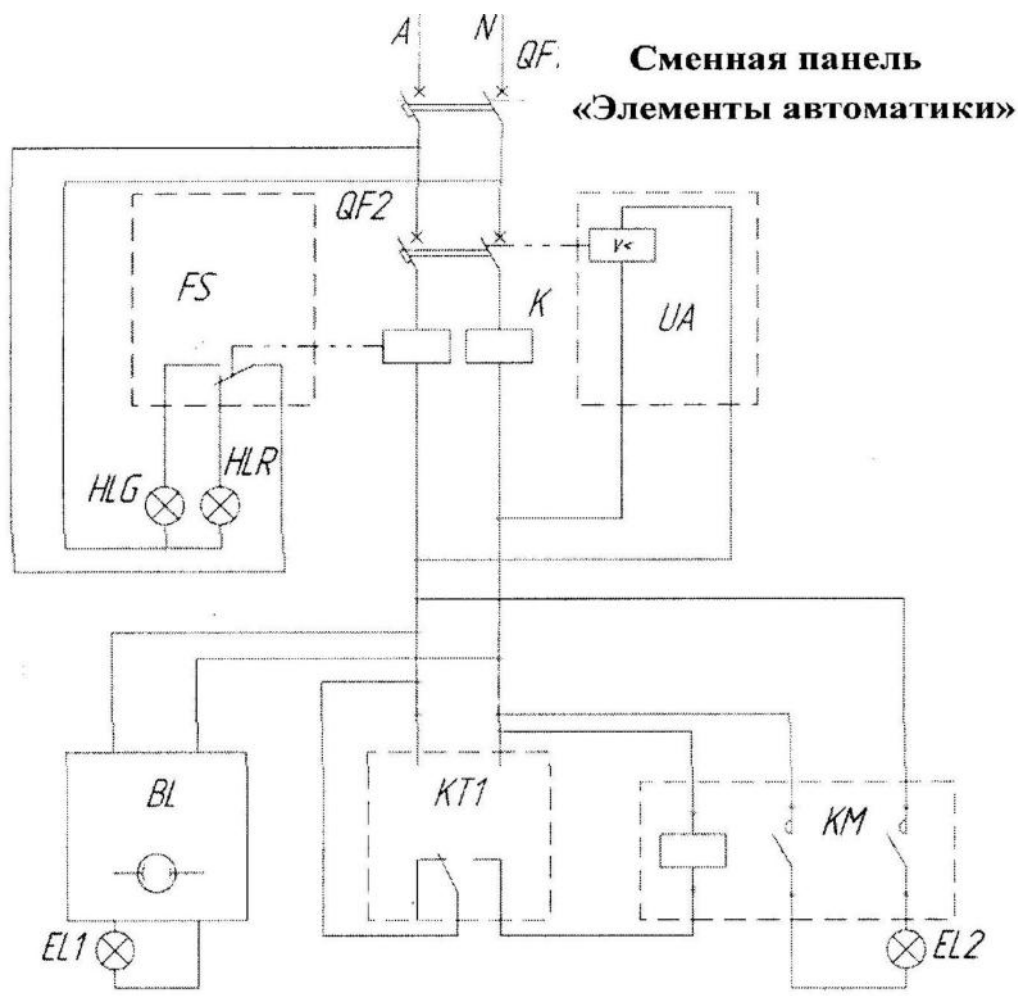 A
N
QF1
Сменная панель
«Элементы автоматики»
QF2
FS
K
V<
UA
HLG
HLR
BL
KT1
KM
EL1
EL2